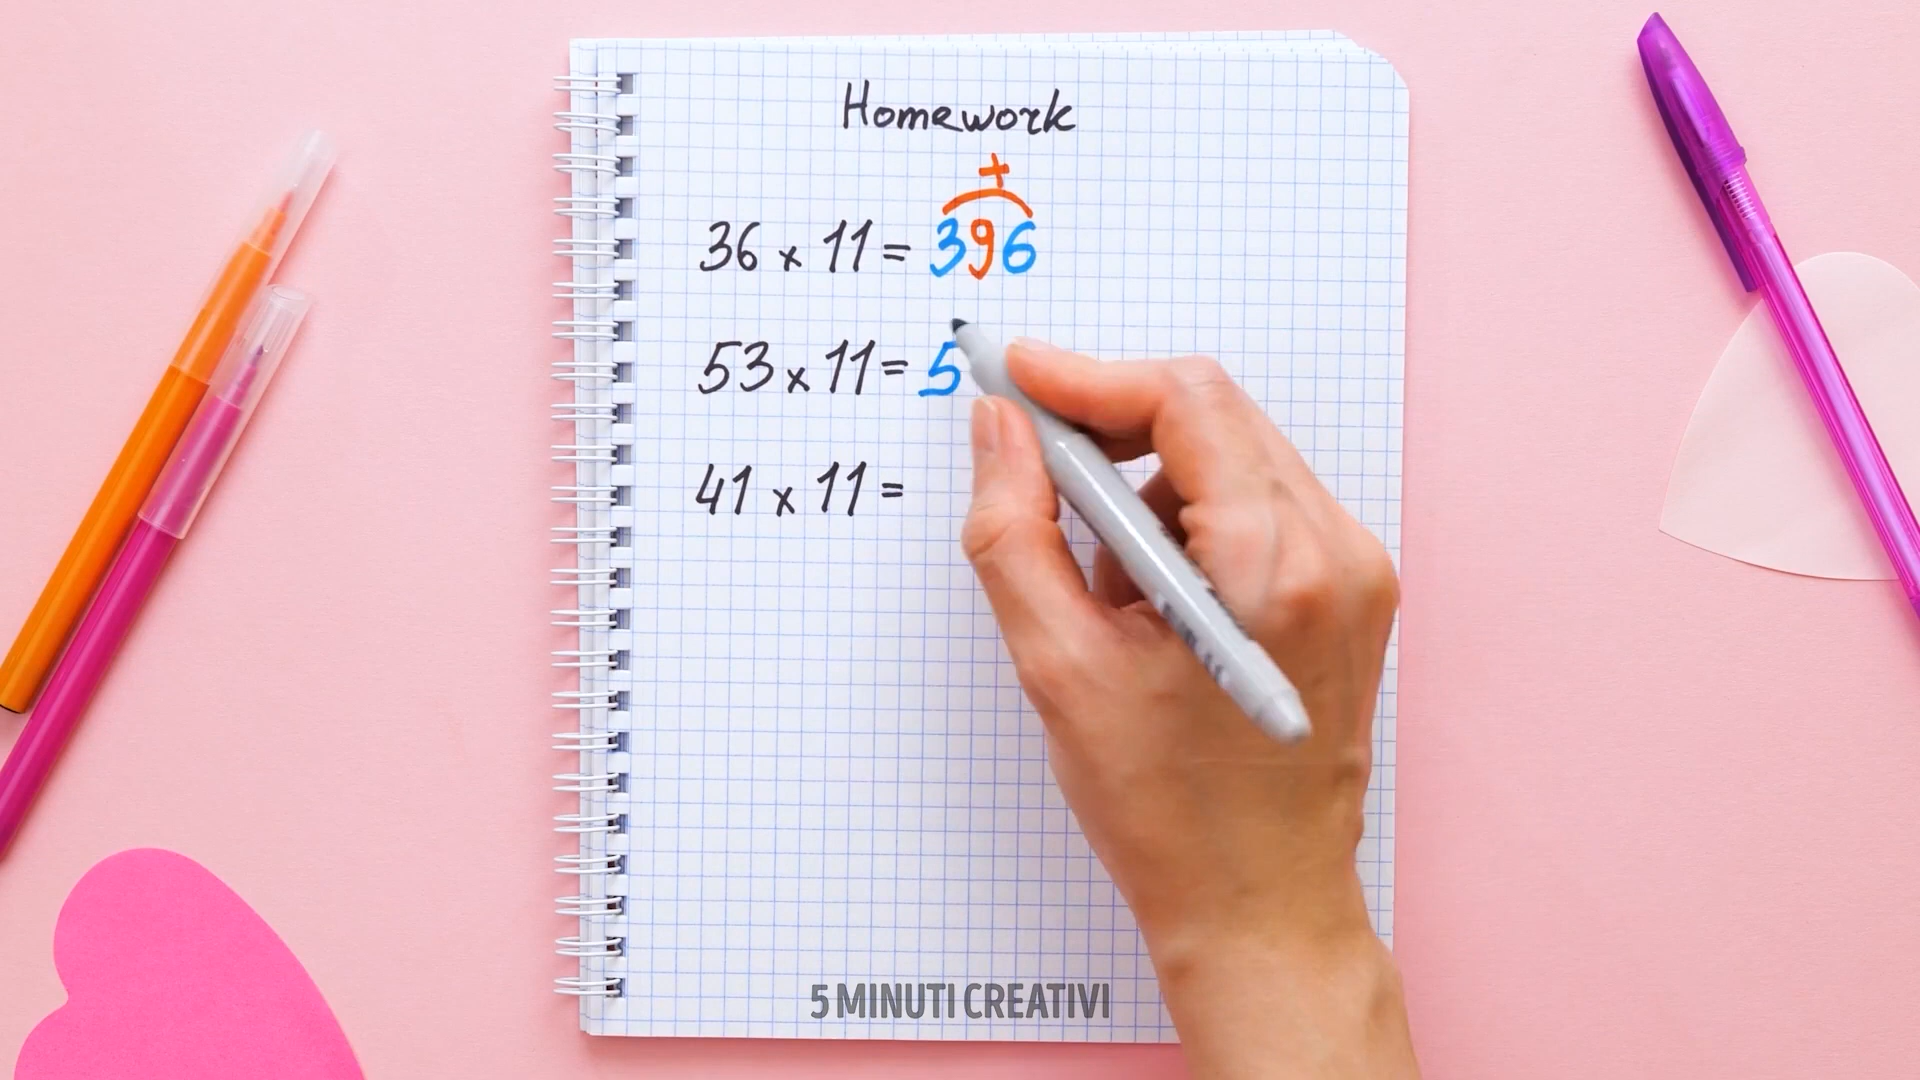 Homework
+
36 x 11 = 396
53 x 11 = 5
41 x 11 =
5 MINUTI CREATIVI